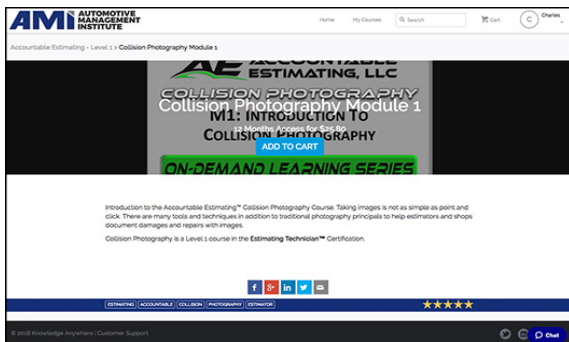 AMI AUTOMOTIVE
MANAGEMENT
INSTITUTE
Home My Courses Search Cart C Charles
Accountable Estimating - Level 1 > Collision Photography Module 1
AE ACCOUNTABLE
ESTIMATING, LLC
COLLISION PHOTOGRAPHY
Collision Photography Module 1
M1: INTRODUCTION TO
12 Months Access for $25.80
COLLISION PHOTOGRAPHY
ADD TO CART
ON-DEMAND LEARNING SERIES
Introduction to the Accountable Estimating™ Collision Photography Course. Taking images is not as simple as point and
click. There are many tools and techniques in addition to traditional photography principals to help estimators and shops
document damages and repairs with images.
Collision Photography is a Level 1 course in the Estimating Technician™ Certification.
ESTIMATING ACCOUNTABLE COLLISION PHOTOGRAPHY ESTIMATOR
© 2018 Knowledge Anywhere | Customer Support
Chat